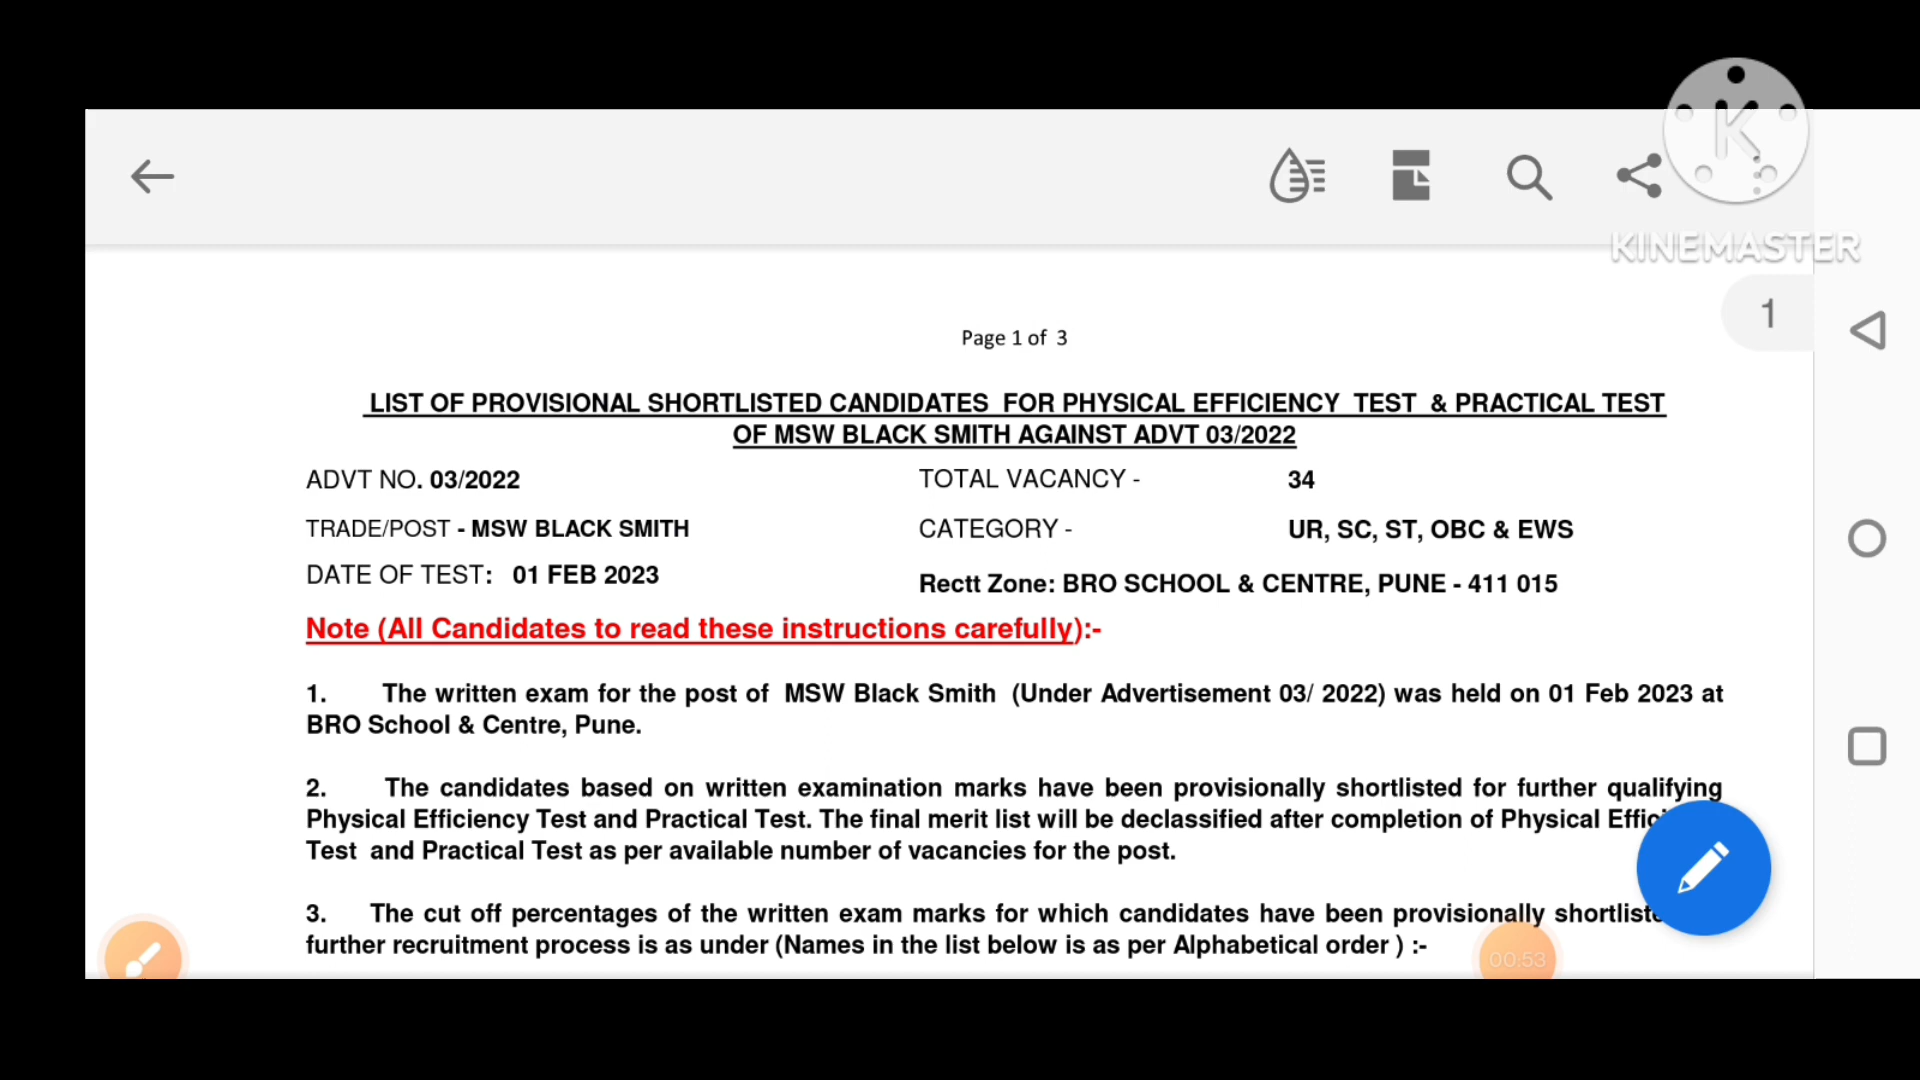 K
KINEMASTER
1
Page 1 of 3
LIST OF PROVISIONAL SHORTLISTED CANDIDATES FOR PHYSICAL EFFICIENCY TEST & PRACTICAL TEST
OF MSW BLACK SMITH AGAINST ADVT 03/2022
ADVT NO. 03/2022 TOTAL VACANCY - 34
TRADE/POST - MSW BLACK SMITH CATEGORY - UR, SC, ST, OBC & EWS
DATE OF TEST: 01 FEB 2023 Rectt Zone: BRO SCHOOL & CENTRE, PUNE - 411 015
Note (All Candidates to read these instructions carefully):-
1. The written exam for the post of MSW Black Smith (Under Advertisement 03/ 2022) was held on 01 Feb 2023 at
BRO School & Centre, Pune.
2. The candidates based on written examination marks have been provisionally shortlisted for further qualifying
Physical Efficiency Test and Practical Test. The final merit list will be declassified after completion of Physical
Test and Practical Test as per available number of vacancies for the post.
3. The cut off percentages of the written exam marks for which candidates have been provisionally
further recruitment process is as under (Names in the list below is as per Alphabetical order ) :-
00:53